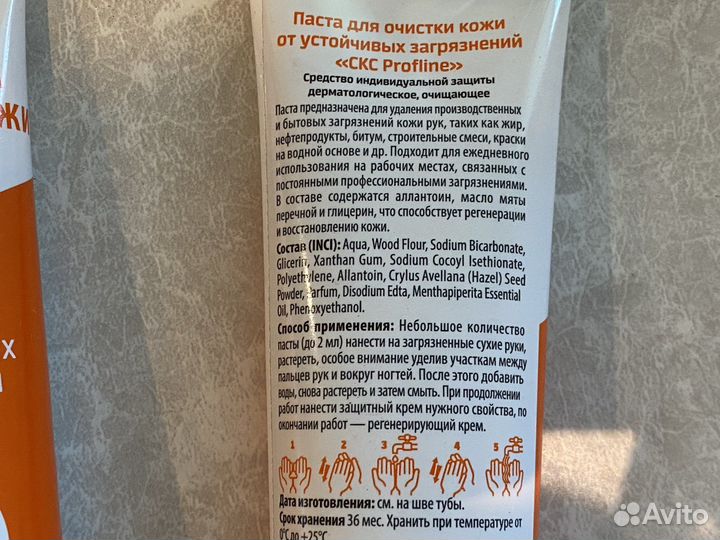 Паста для очистки кожи
от устойчивых загрязнений
«СКС Profline»
Средство индивидуальной защиты
дерматологическое, очищающее
Паста предназначена для удаления производственных
и бытовых загрязнений кожи рук, таких как жир,
нефтепродукты, битум, строительные смеси, краски
на водной основе и др. Подходит для ежедневного
использования на рабочих местах, связанных с
постоянными профессиональными загрязнениями.
В составе содержатся аллантоин, масло мяты
перечной и глицерин, что способствует регенерации
и восстановлению кожи.
Состав (INCI): Aqua, Wood Flour, Sodium Bicarbonate,
Glicerin, Xanthan Gum, Sodium Cocoyl Isethionate,
Polyethylene, Allantoin, Crylus Avellana (Hazel) Seed
Powder, Parfum, Disodium Edta, Menthapiperita Essential
Oil, Phenoxyethanol.
Способ применения: Небольшое количество
пасты (до 2 мл) нанести на загрязненные сухие руки,
растереть, особое внимание уделив участкам между
пальцев рук и вокруг ногтей. После этого добавить
воды, снова растереть и затем смыть. При продолжении
работ нанести защитный крем нужного свойства, по
окончании работ — регенерирующий крем.
1 2 3 4 5
Дата изготовления: см. на шве тубы.
Срок хранения 36 мес. Хранить при температуре от
0°C до +25°C
жи
х
Avito